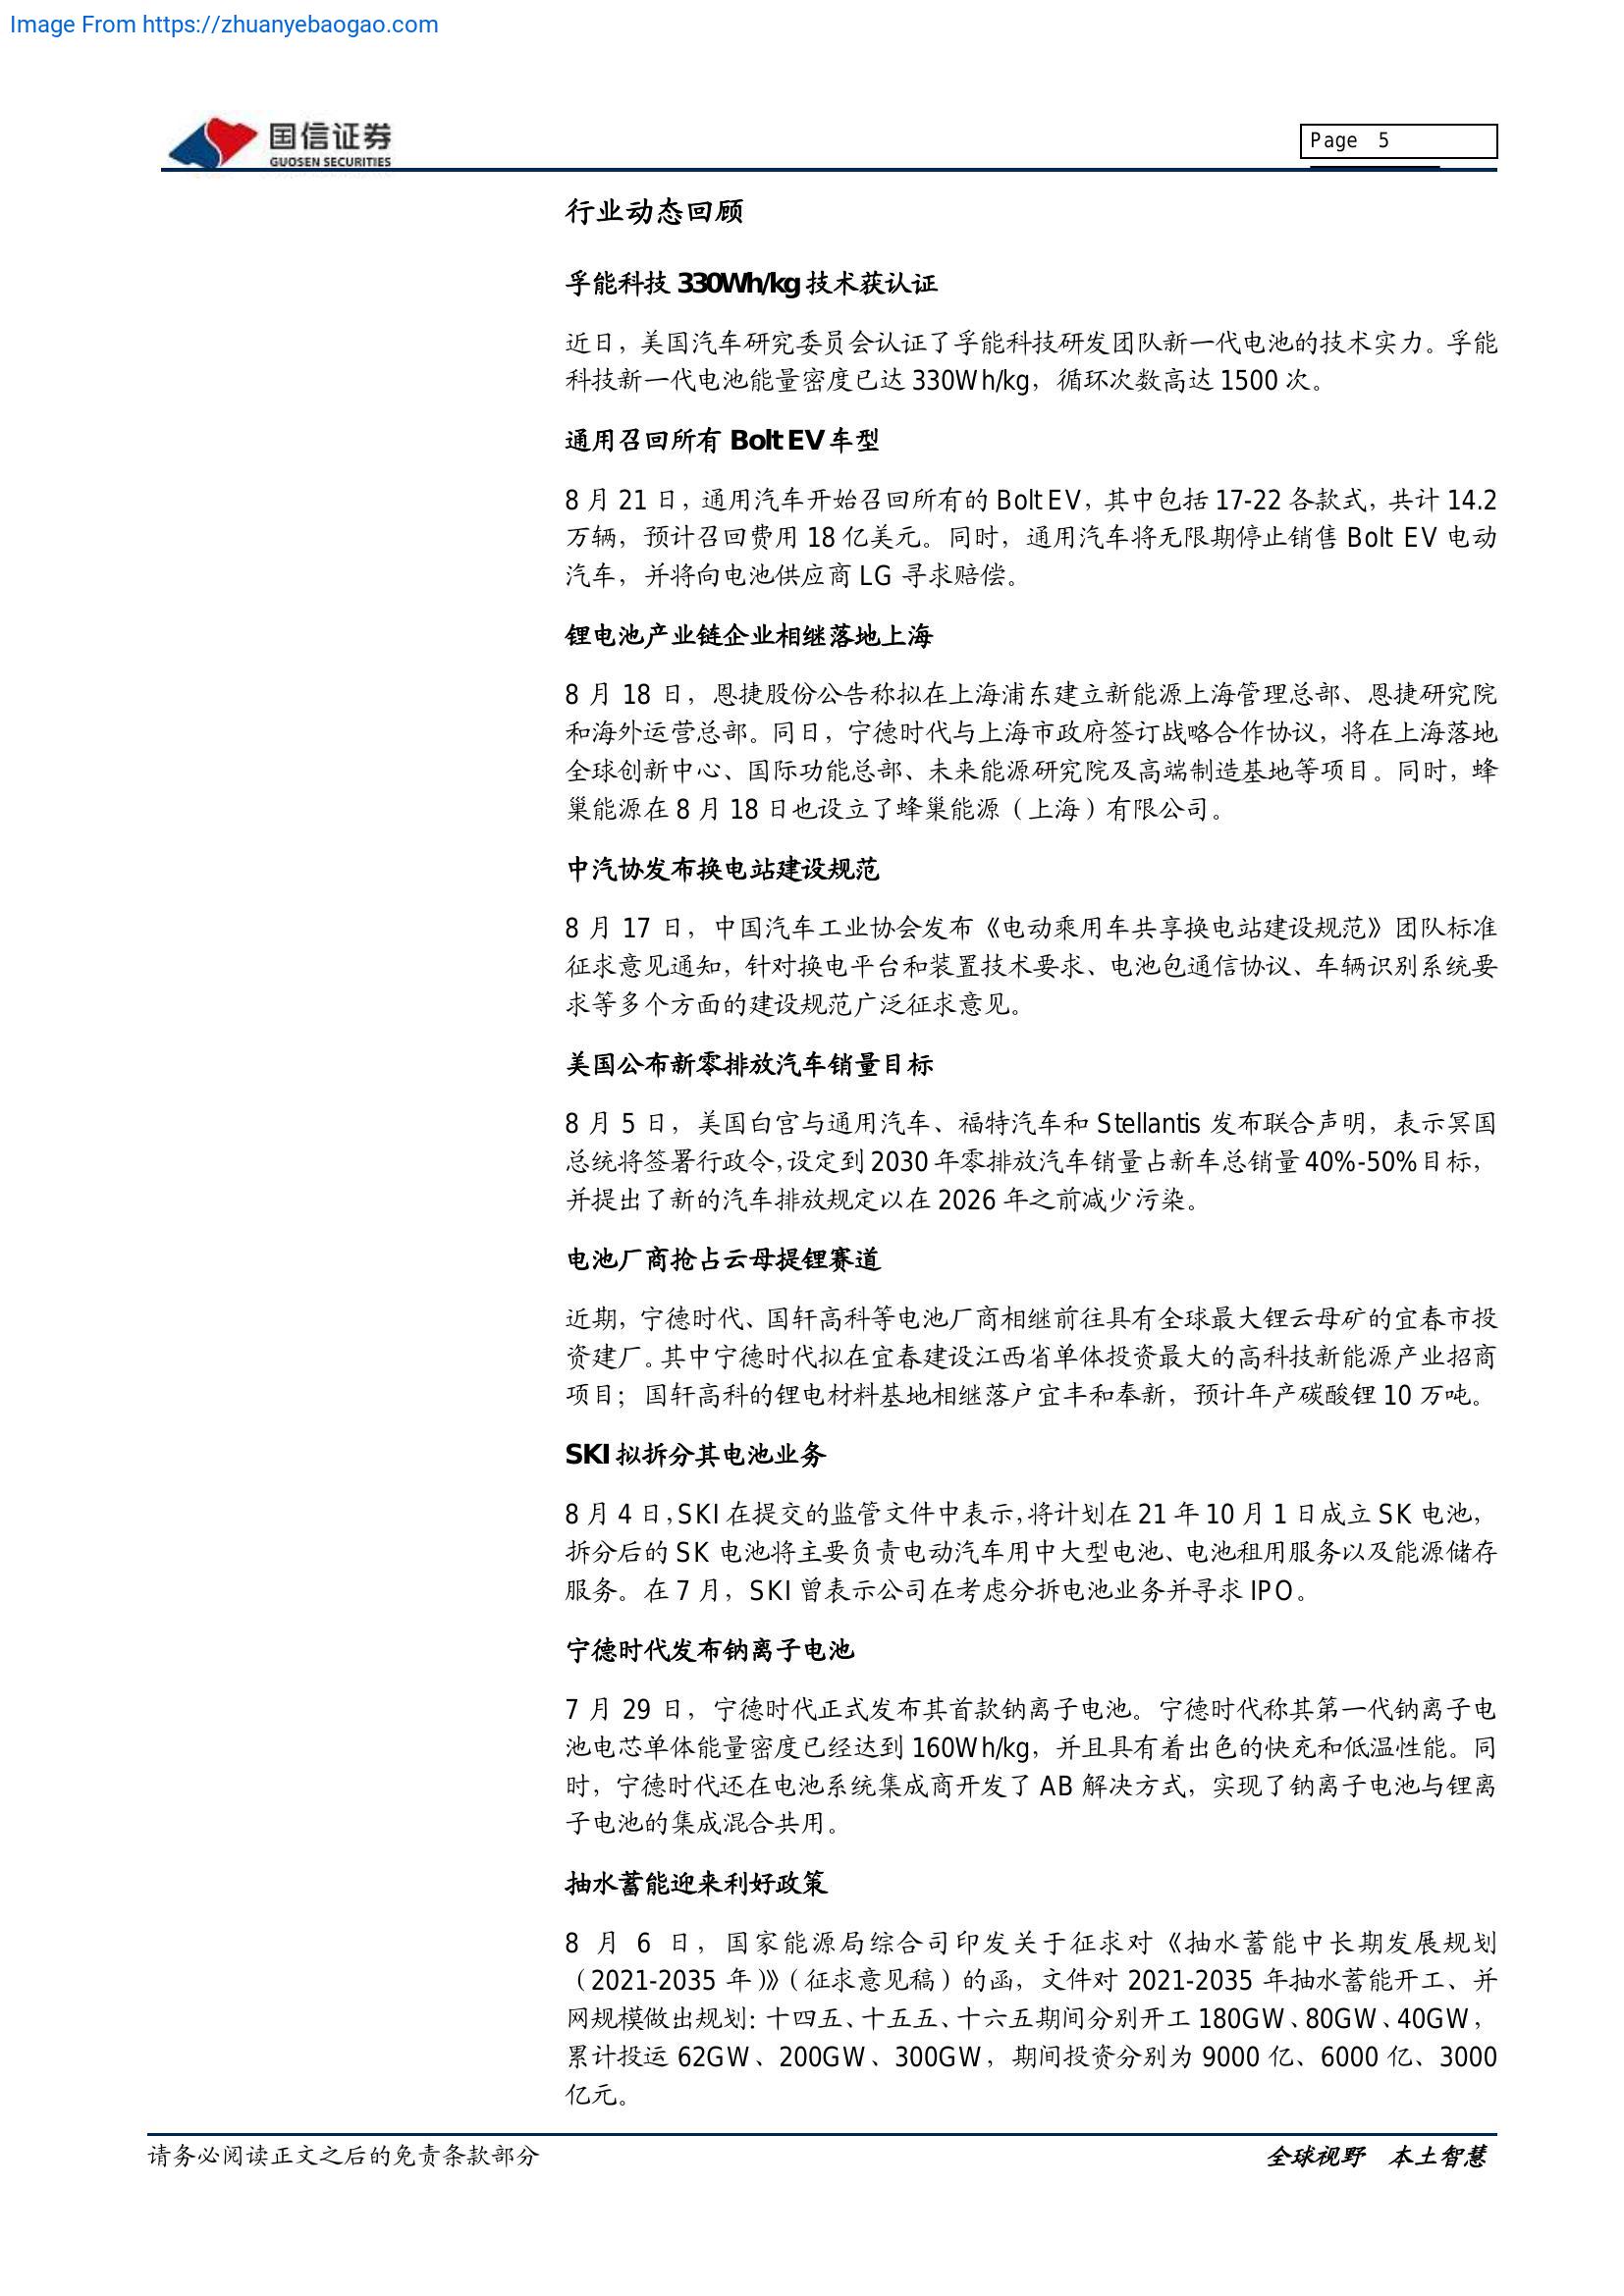 Image From https://zhuanyebaogao.com
国信证券
GUOSEN SECURITIES
Page 5
行业动态回顾
孚能科技 330Wh/kg 技术获认证
近日，美国汽车研究委员会认证了孚能科技研发团队新一代电池的技术实力。孚能
科技新一代电池能量密度已达 330Wh/kg，循环次数高达 1500 次。
通用召回所有 Bolt EV 车型
8 月 21 日，通用汽车开始召回所有的 Bolt EV，其中包括 17-22 各款式，共计 14.2
万辆，预计召回费用 18 亿美元。同时，通用汽车将无限期停止销售 Bolt EV 电动
汽车，并将向电池供应商 LG 寻求赔偿。
锂电池产业链企业相继落地上海
8 月 18 日，恩捷股份公告称拟在上海浦东建立新能源上海管理总部、恩捷研究院
和海外运营总部。同日，宁德时代与上海市政府签订战略合作协议，将在上海落地
全球创新中心、国际功能总部、未来能源研究院及高端制造基地等项目。同时，蜂
巢能源在 8 月 18 日也设立了蜂巢能源（上海）有限公司。
中汽协发布换电站建设规范
8 月 17 日，中国汽车工业协会发布《电动乘用车共享换电站建设规范》团队标准
征求意见通知，针对换电平台和装置技术要求、电池包通信协议、车辆识别系统要
求等多个方面的建设规范广泛征求意见。
美国公布新零排放汽车销量目标
8 月 5 日，美国白宫与通用汽车、福特汽车和 Stellantis 发布联合声明，表示冥国
总统将签署行政令，设定到 2030 年零排放汽车销量占新车总销量 40%-50%目标，
并提出了新的汽车排放规定以在 2026 年之前减少污染。
电池厂商抢占云母提锂赛道
近期，宁德时代、国轩高科等电池厂商相继前往具有全球最大锂云母矿的宜春市投
资建厂。其中宁德时代拟在宜春建设江西省单体投资最大的高科技新能源产业招商
项目；国轩高科的锂电材料基地相继落户宜丰和奉新，预计年产碳酸锂 10 万吨。
SKI 拟拆分其电池业务
8 月 4 日，SKI 在提交的监管文件中表示，将计划在 21 年 10 月 1 日成立 SK 电池，
拆分后的 SK 电池将主要负责电动汽车用中大型电池、电池租用服务以及能源储存
服务。在 7 月，SKI 曾表示公司在考虑分拆电池业务并寻求 IPO。
宁德时代发布钠离子电池
7 月 29 日，宁德时代正式发布其首款钠离子电池。宁德时代称其第一代钠离子电
池电芯单体能量密度已经达到 160Wh/kg，并且具有着出色的快充和低温性能。同
时，宁德时代还在电池系统集成商开发了 AB 解决方式，实现了钠离子电池与锂离
子电池的集成混合共用。
抽水蓄能迎来利好政策
8 月 6 日，国家能源局综合司印发关于征求对《抽水蓄能中长期发展规划
（2021-2035 年）》（征求意见稿）的函，文件对 2021-2035 年抽水蓄能开工、并
网规模做出规划：十四五、十五五、十六五期间分别开工 180GW、80GW、40GW，
累计投运 62GW、200GW、300GW，期间投资分别为 9000 亿、6000 亿、3000
亿元。
请务必阅读正文之后的免责条款部分
全球视野 本土智慧